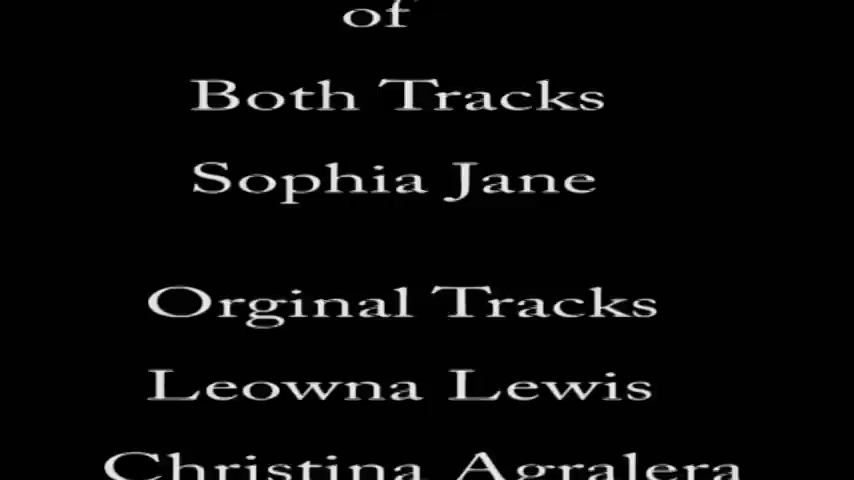 of
Both Tracks
Sophia Jane
Orginal Tracks
Leowna Lewis
Christina Agralera